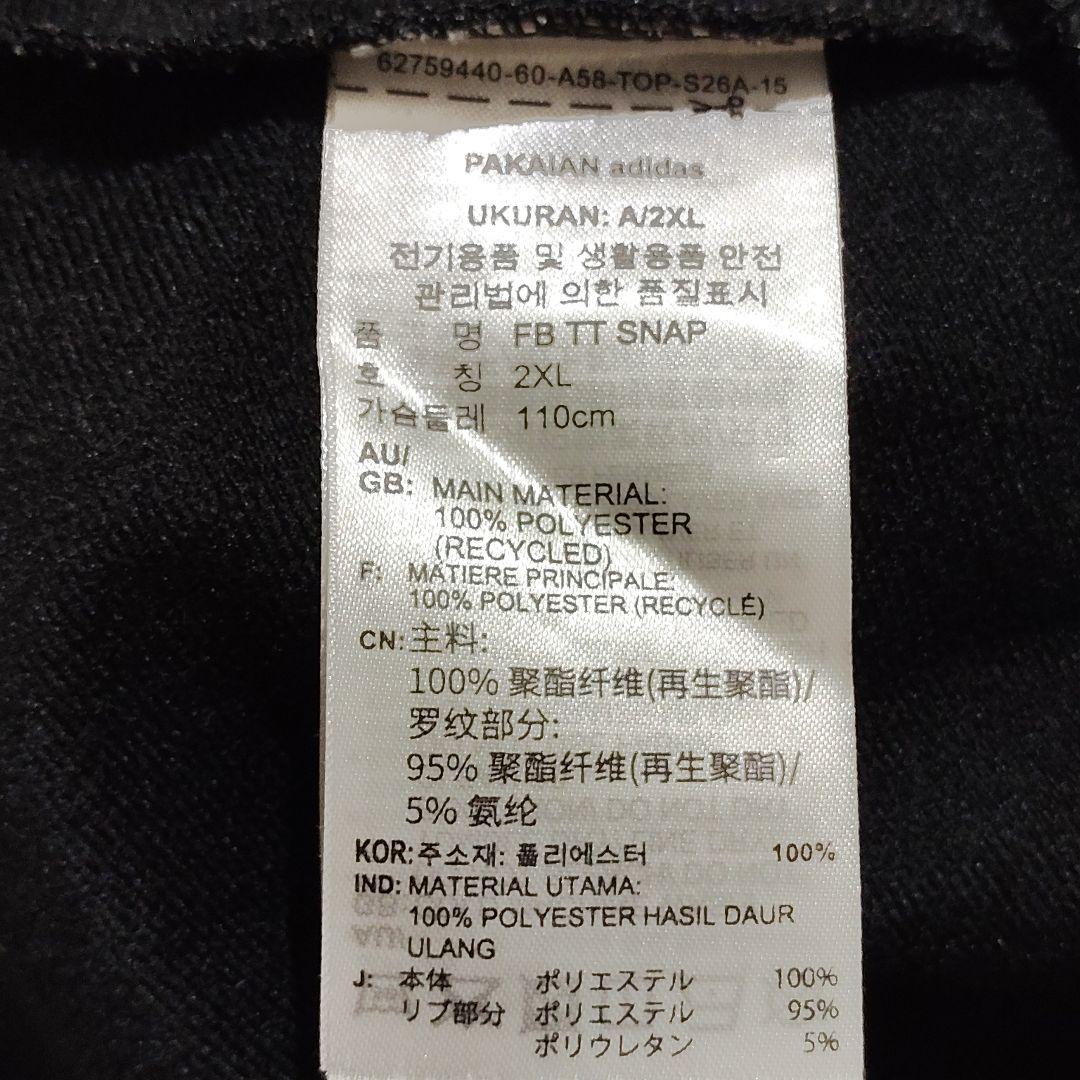 62759440-60-A58-TOP-S26A-15
PAKAIAN adidas
UKURAN: A/2XL
전기용품 및 생활용품 안전
관리법에 의한 품질표시
품 명 FB TT SNAP
호 칭 2XL
가슴둘레 110cm
AU/
GB: MAIN MATERIAL:
100% POLYESTER
(RECYCLED)
F: MATIERE PRINCIPALE:
100% POLYESTER (RECYCLÉ)
CN: 主料:
100% 聚酯纤维(再生聚酯)/
罗纹部分:
95% 聚酯纤维(再生聚酯)/
5% 氨纶
KOR: 주소재: 폴리에스터 100%
IND: MATERIAL UTAMA:
100% POLYESTER HASIL DAUR
ULANG
J: 本体 ポリエステル 100%
リブ部分 ポリエステル 95%
ポリウレタン 5%